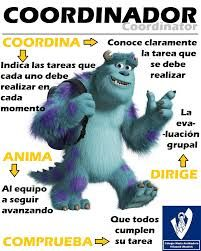 COORDINADOR
Coordinator
COORDINA
Conoce claramente
la tarea que
se debe
realizar
Indica las tareas que
cada uno debe
realizar en
cada
momento
La
eva-
luación
grupal
ANIMA
DIRIGE
Al equipo
a seguir
avanzando
Que todos
cumplen
su tarea
COMPRUEBA